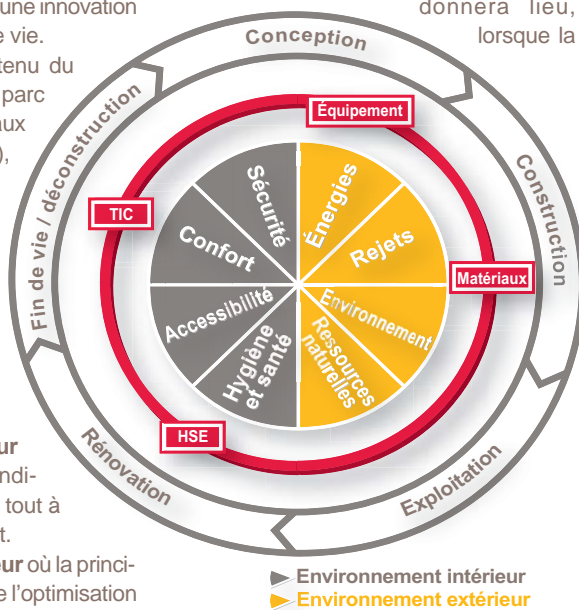 une innovation
e vie.
tenu du
parc
aux
),
donnera lieu,
lorsque la
Conception
Construction
Exploitation
Rénovation
Fin de vie / déconstruction
Équipement
Matériaux
HSE
TIC
Sécurité
Énergies
Confort
Rejets
Accessibilité
Environnement
Hygiène
et santé
Ressources
naturelles
ur
ndi-
tout à
t.
eur où la princi-
e l'optimisation
Environnement intérieur
Environnement extérieur